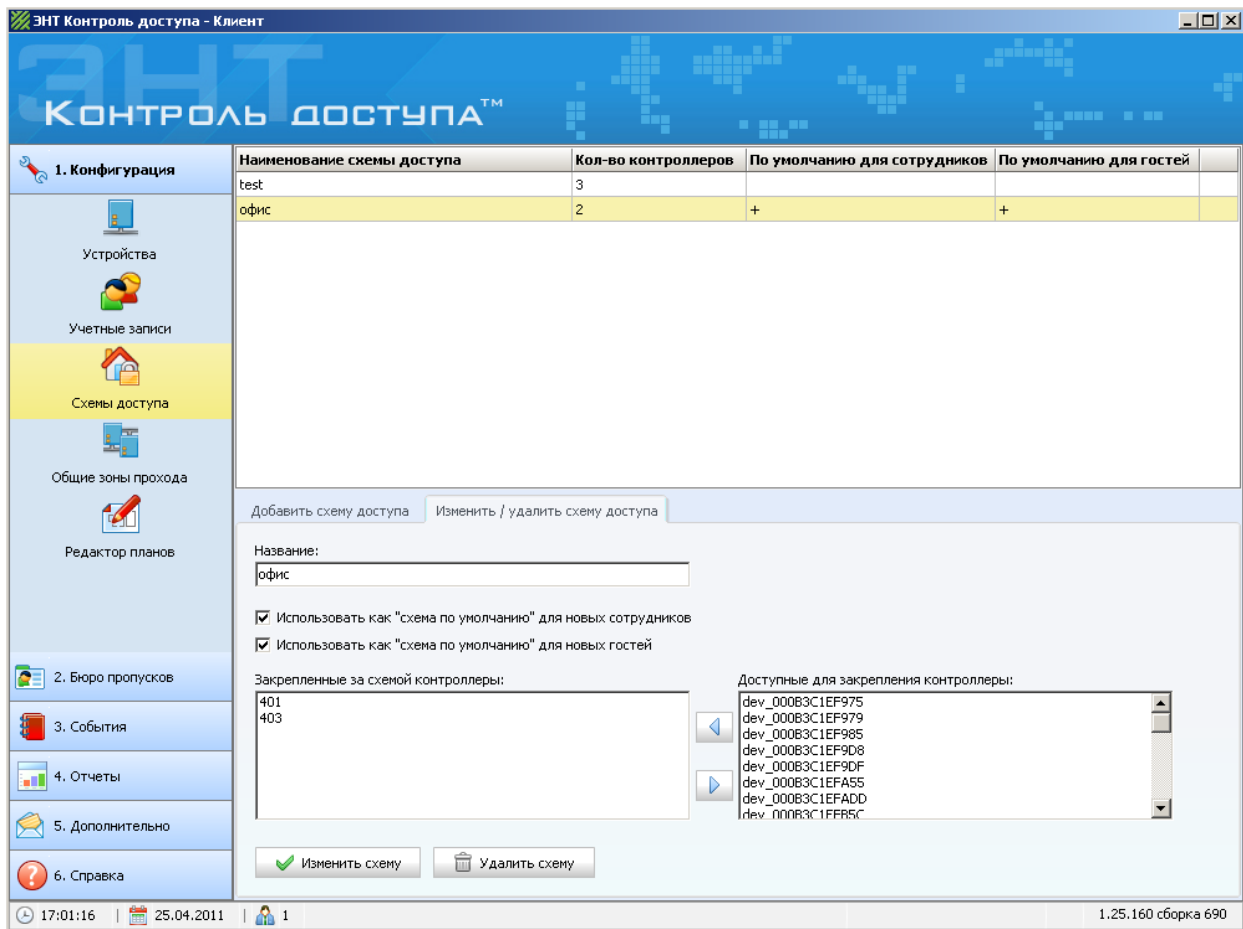 ЭНТ Контроль доступа - Клиент
ЭНТ
Контроль доступа™
1. Конфигурация
Устройства
Учетные записи
Схемы доступа
Общие зоны прохода
Редактор планов
2. Бюро пропусков
3. События
4. Отчеты
5. Дополнительно
6. Справка
Наименование схемы доступа Кол-во контроллеров По умолчанию для сотрудников По умолчанию для гостей
test 3
офис 2 + +
Добавить схему доступа Изменить / удалить схему доступа
Название:
офис
Использовать как "схема по умолчанию" для новых сотрудников
Использовать как "схема по умолчанию" для новых гостей
Закрепленные за схемой контроллеры:
401
403
Доступные для закрепления контроллеры:
dev_000B3C1EF975
dev_000B3C1EF979
dev_000B3C1EF985
dev_000B3C1EF9D8
dev_000B3C1EF9DF
dev_000B3C1EFA55
dev_000B3C1EFADD
Изменить схему Удалить схему
17:01:16 | 25.04.2011 | 1 1.25.160 сборка 690